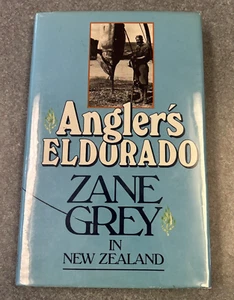 Angler's
ELDORADO
ZANE
GREY
IN
NEW ZEALAND